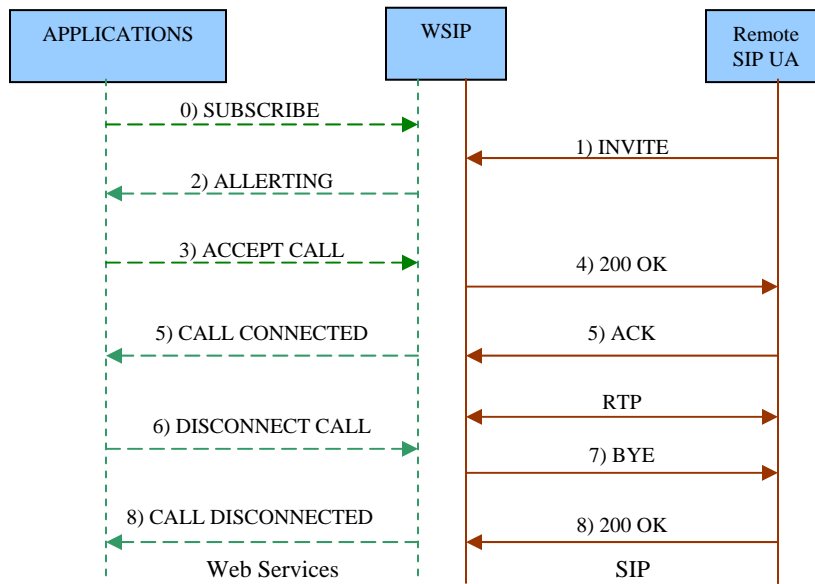 APPLICATIONS
WSIP
Remote
SIP UA
0) SUBSCRIBE
1) INVITE
2) ALLERTING
3) ACCEPT CALL
4) 200 OK
5) CALL CONNECTED
5) ACK
RTP
6) DISCONNECT CALL
7) BYE
8) CALL DISCONNECTED
8) 200 OK
Web Services
SIP